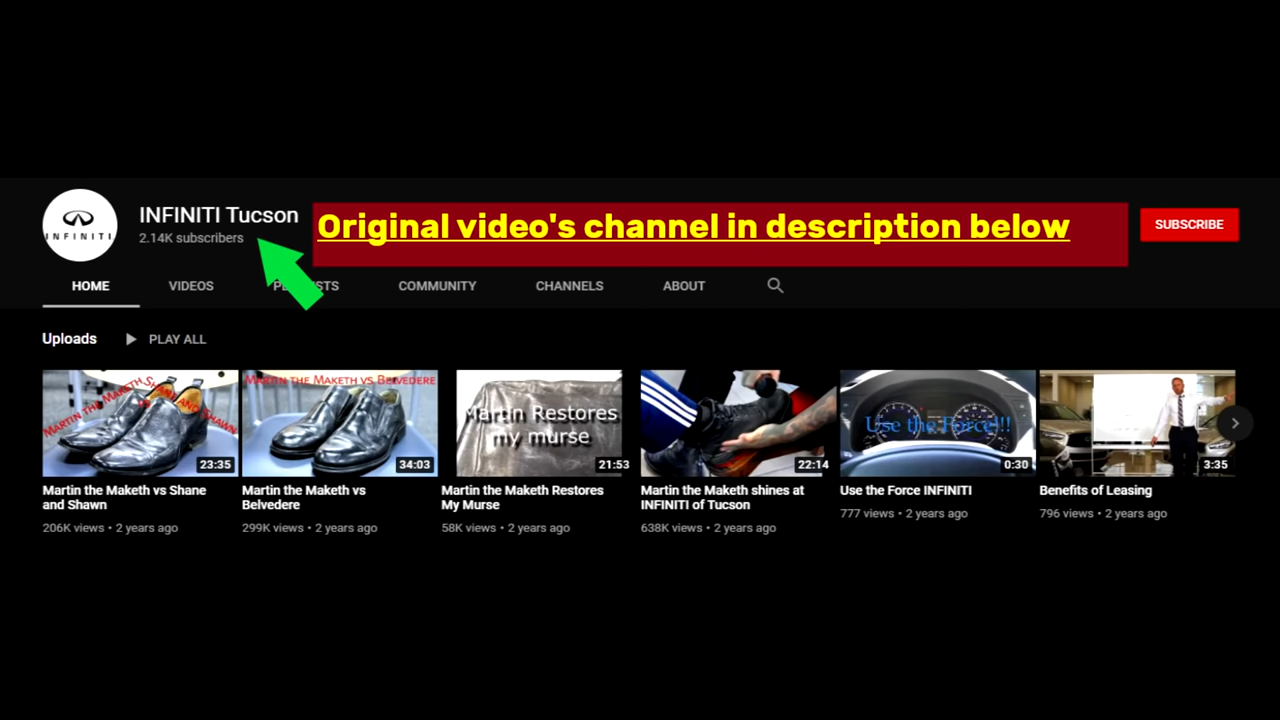 INFINITI Tucson
2.14K subscribers
INFINITI
Original video's channel in description below
SUBSCRIBE
HOME
VIDEOS
COMMUNITY
CHANNELS
ABOUT
Uploads
PLAY ALL
MARTIN THE MAKETH SHANE AND SHAWN
23:35
MARTIN THE MAKETH VS BELVEDERE
34:03
Martin Restores
my murse
21:53
22:14
Use the Force!!!
0:30
3:35
Martin the Maketh vs Shane
and Shawn
206K views • 2 years ago
Martin the Maketh vs
Belvedere
299K views • 2 years ago
Martin the Maketh Restores
My Murse
58K views • 2 years ago
Martin the Maketh shines at
INFINITI of Tucson
638K views • 2 years ago
Use the Force INFINITI
777 views • 2 years ago
Benefits of Leasing
796 views • 2 years ago